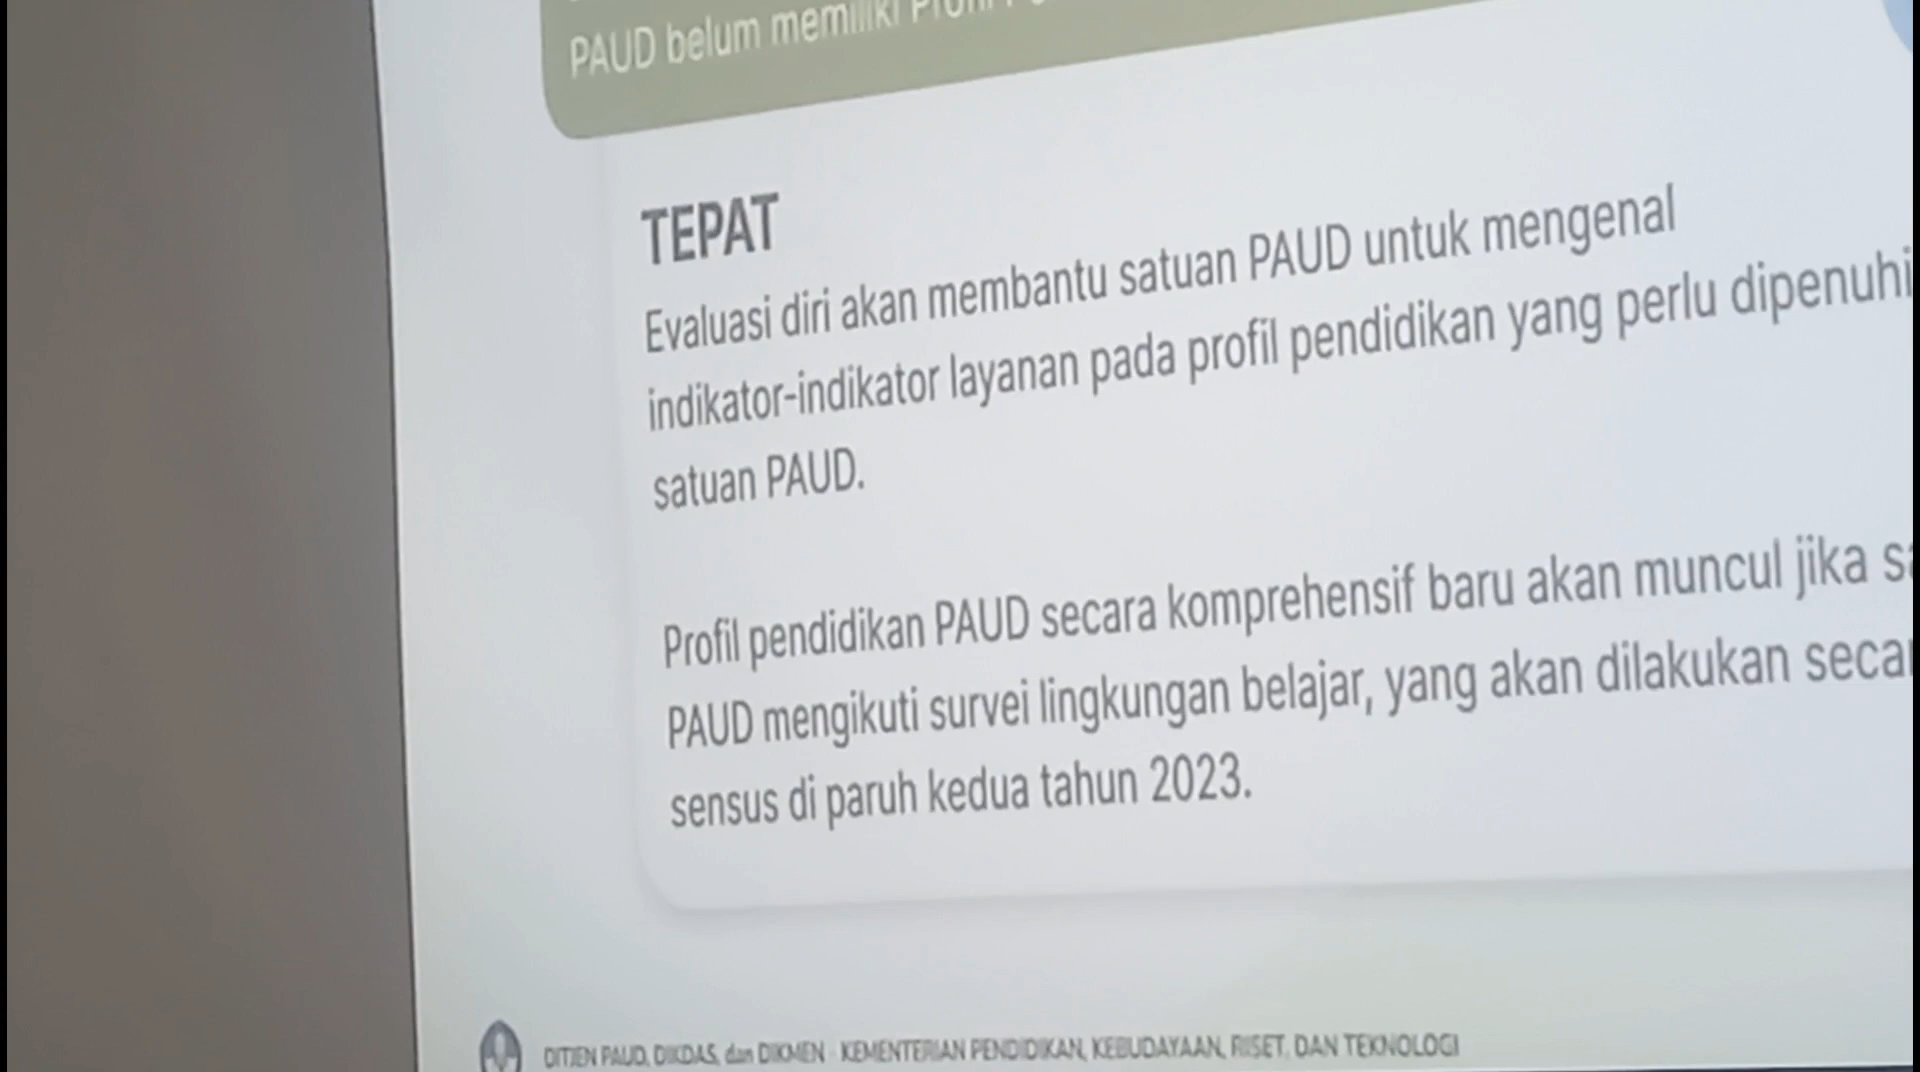 PAUD belum memiliki Profil
TEPAT
Evaluasi diri akan membantu satuan PAUD untuk mengenal
indikator-indikator layanan pada profil pendidikan yang perlu dipenuhi
satuan PAUD.
Profil pendidikan PAUD secara komprehensif baru akan muncul jika
PAUD mengikuti survei lingkungan belajar, yang akan dilakukan
sensus di paruh kedua tahun 2023.
DITJEN PAUD, DIKDAS, dan DIKMEN - KEMENTERIAN PENDIDIKAN, KEBUDAYAAN, RISET, DAN TEKNOLOGI